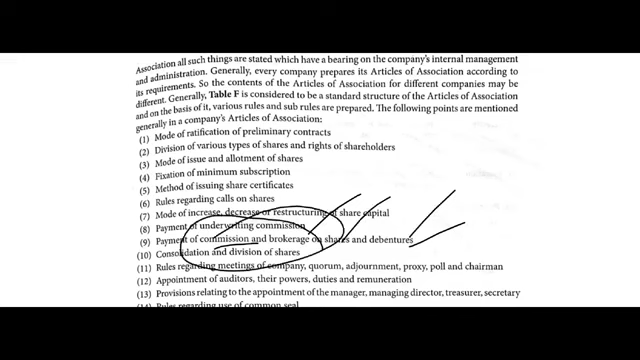 Association all such things are stated which have a bearing on the company's internal management
and administration. Generally, every company prepares its Articles of Association according to
its requirements. So the contents of the Articles of Association for different companies may be
different. Generally, Table F is considered to be a standard structure of the Articles of Association
and on the basis of it, various rules and sub rules are prepared. The following points are mentioned
generally in a company's Articles of Association:
(1) Mode of ratification of preliminary contracts
(2) Division of various types of shares and rights of shareholders
(3) Mode of issue and allotment of shares
(4) Fixation of minimum subscription
(5) Method of issuing share certificates
(6) Rules regarding calls on shares
(7) Mode of increase, decrease or restructuring of share capital
(8) Payment of underwriting commission
(9) Payment of commission and brokerage on shares and debentures
(10) Consolidation and division of shares
(11) Rules regarding meetings of company, quorum, adjournment, proxy, poll and chairman
(12) Appointment of auditors, their powers, duties and remuneration
(13) Provisions relating to the appointment of the manager, managing director, treasurer, secretary
(14) Rules regarding use of common seal